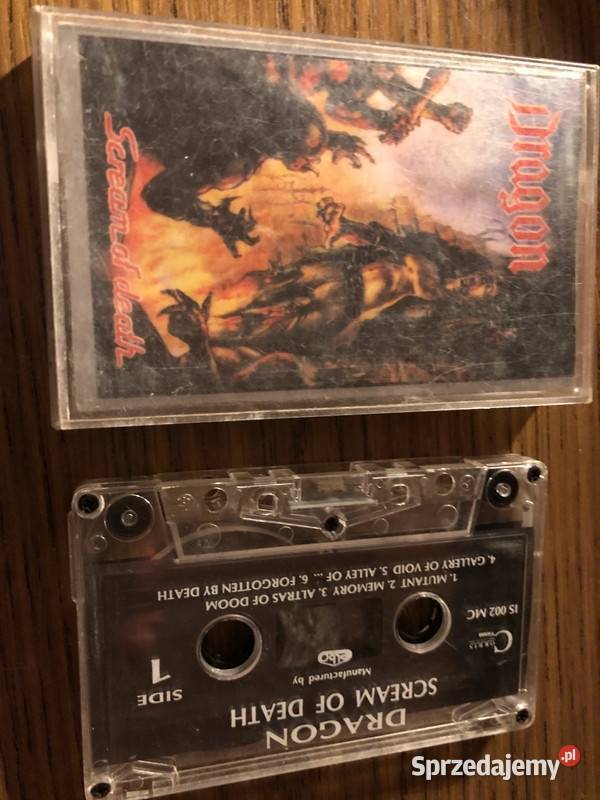 Dragon
Scream of death
DRAGON
SCREAM OF DEATH
Manufactured by
elbo
SIDE
1
IS 002 MC
1. MUTANT 2. MEMORY 3. ALTRAS OF DOOM
4. GALLERY OF VOID 5. ALLEY OF ... 6. FORGOTTEN BY DEATH
Sprzedajemy.pl